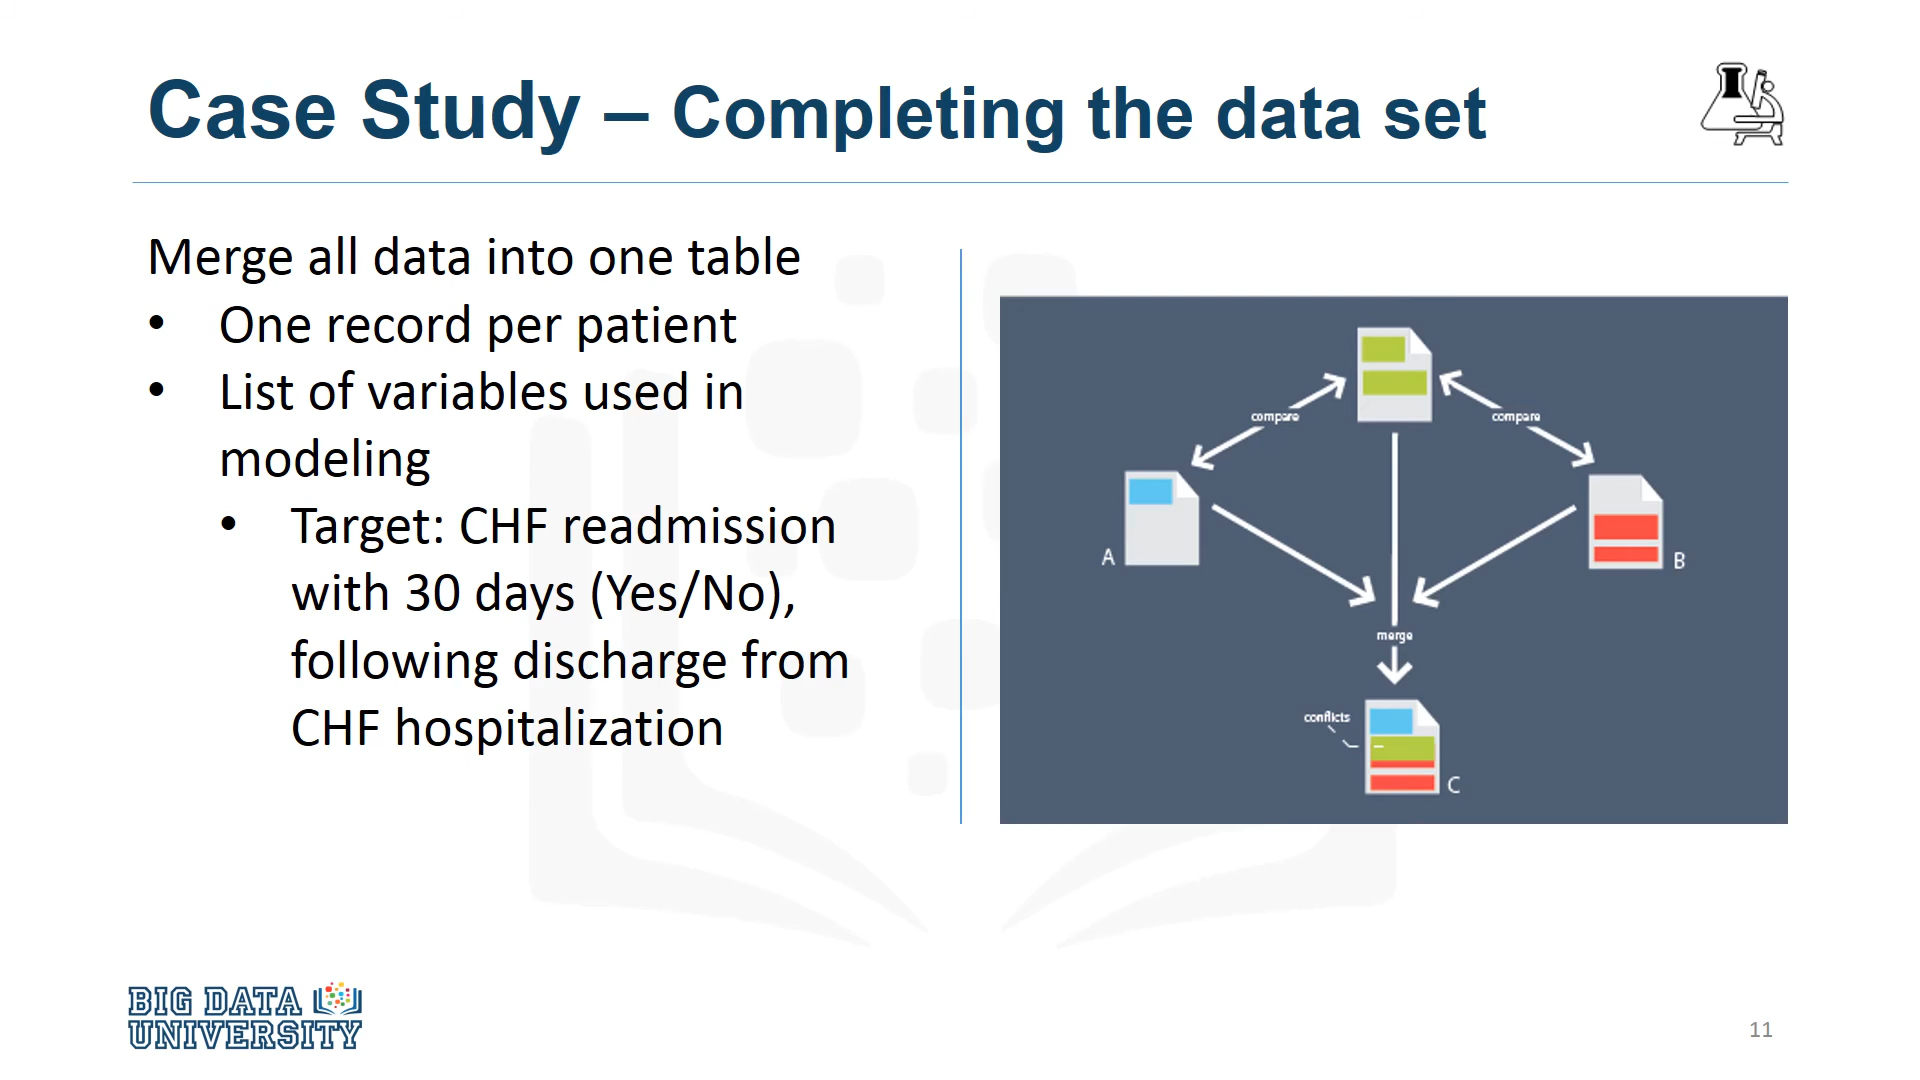 Case Study – Completing the data set
Merge all data into one table
• One record per patient
• List of variables used in
modeling
• Target: CHF readmission
with 30 days (Yes/No),
following discharge from
CHF hospitalization
compare
compare
A
B
merge
conflicts
C
BIG DATA
UNIVERSITY
11